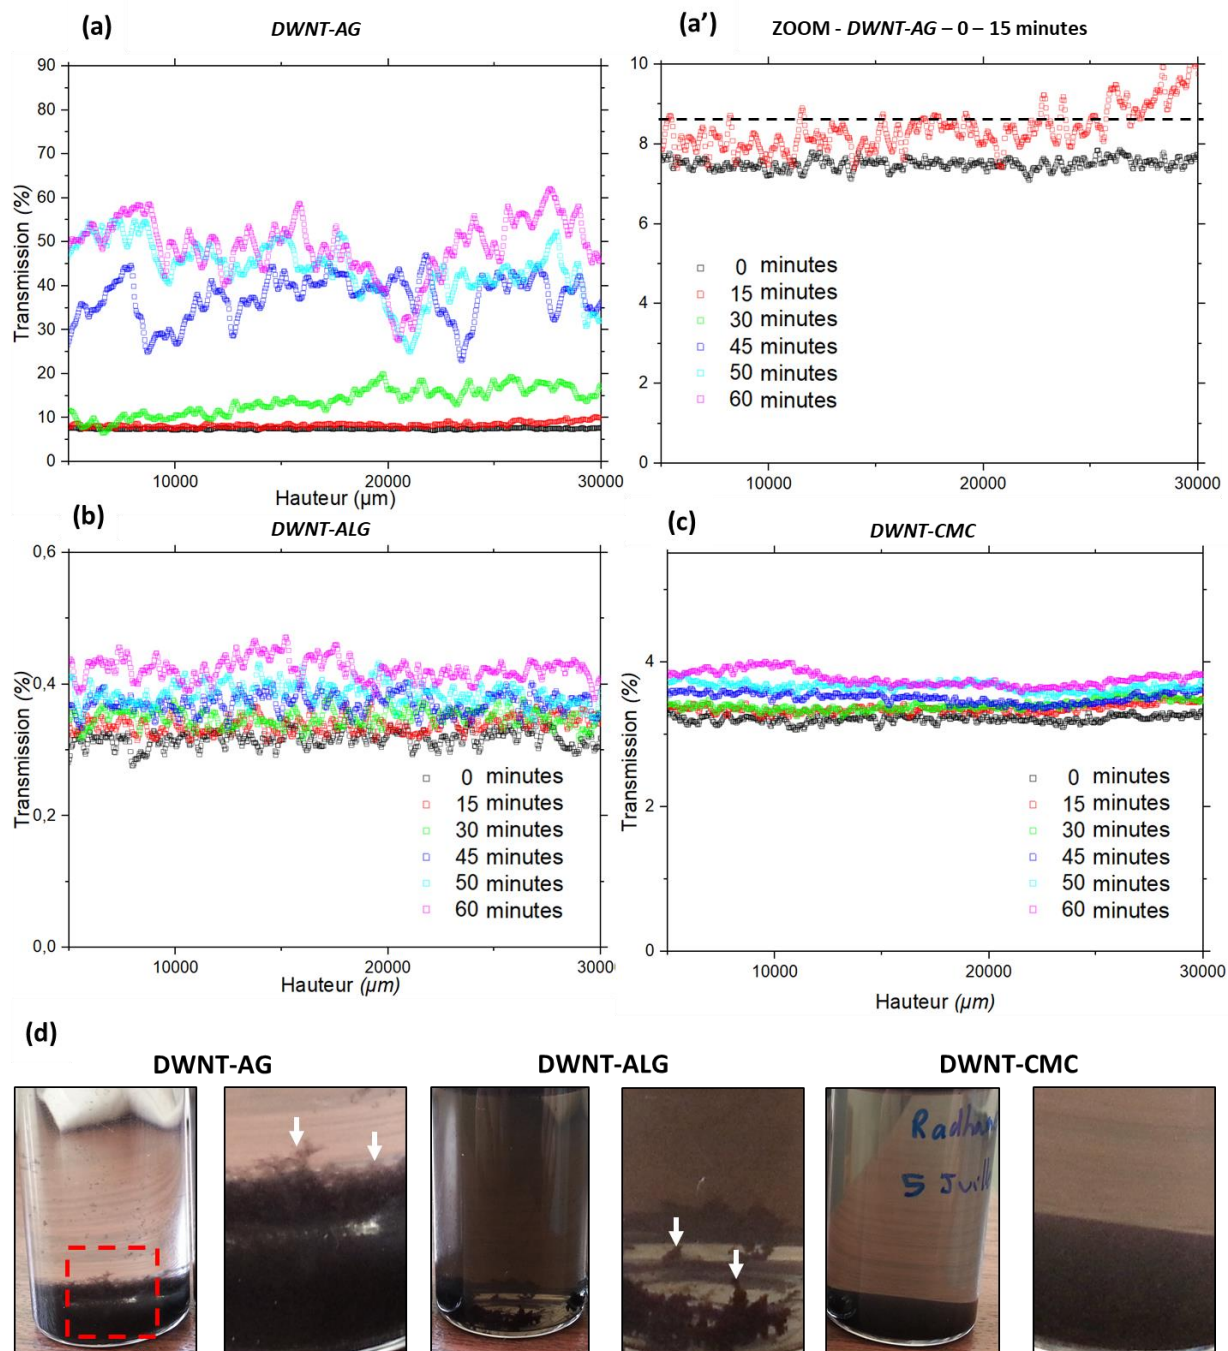 (a)
DWNT-AG
90
80
70
60
50
40
30
20
10
0
Transmission (%)
10000
20000
30000
Hauteur (µm)
(a')
ZOOM - DWNT-AG – 0 – 15 minutes
10
8
6
4
2
0
0 minutes
15 minutes
30 minutes
45 minutes
50 minutes
60 minutes
10000
20000
30000
(b)
DWNT-ALG
0,6
0,4
0,2
0,0
Transmission (%)
0 minutes
15 minutes
30 minutes
45 minutes
50 minutes
60 minutes
10000
20000
30000
Hauteur (µm)
(c)
DWNT-CMC
4
2
0
Transmission (%)
0 minutes
15 minutes
30 minutes
45 minutes
50 minutes
60 minutes
10000
20000
30000
Hauteur (µm)
(d)
DWNT-AG
DWNT-ALG
DWNT-CMC
5